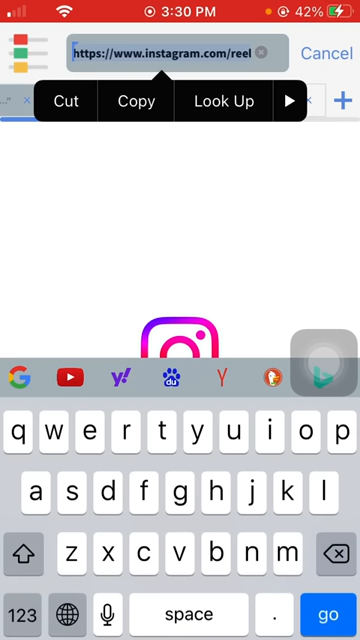 3:30 PM
42%
https://www.instagram.com/reel
Cancel
Cut
Copy
Look Up
q w e r t y u i o p
a s d f g h j k l
z x c v b n m
123
space
.
go